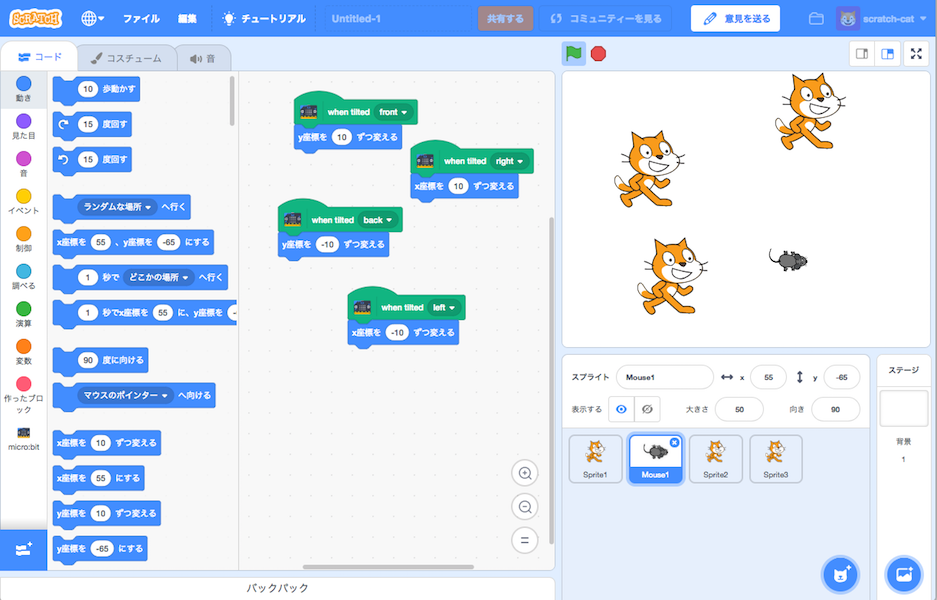 SCRATCH ファイル 編集 チュートリアル Untitled-1 共有する コミュニティーを見る 意見を送る scratch-cat
コード コスチューム 音
動き
見た目
音
イベント
制御
調べる
演算
変数
作ったブロ
ック
micro:bit
10 歩動かす
15 度回す
15 度回す
ランダムな場所 へ行く
x座標を 55 、y座標を -65 にする
1 秒で どこかの場所 へ行く
1 秒でx座標を 55 に、y座標を
90 度に向ける
マウスのポインター へ向ける
x座標を 10 ずつ変える
x座標を 55 にする
y座標を 10 ずつ変える
y座標を -65 にする
when tilted front
y座標を 10 ずつ変える
when tilted right
x座標を 10 ずつ変える
when tilted back
y座標を -10 ずつ変える
when tilted left
x座標を -10 ずつ変える
バックパック
スプライト Mouse1 x 55 y -65
表示する 大きさ 50 向き 90
Sprite1 Mouse1 Sprite2 Sprite3
ステージ
背景
1